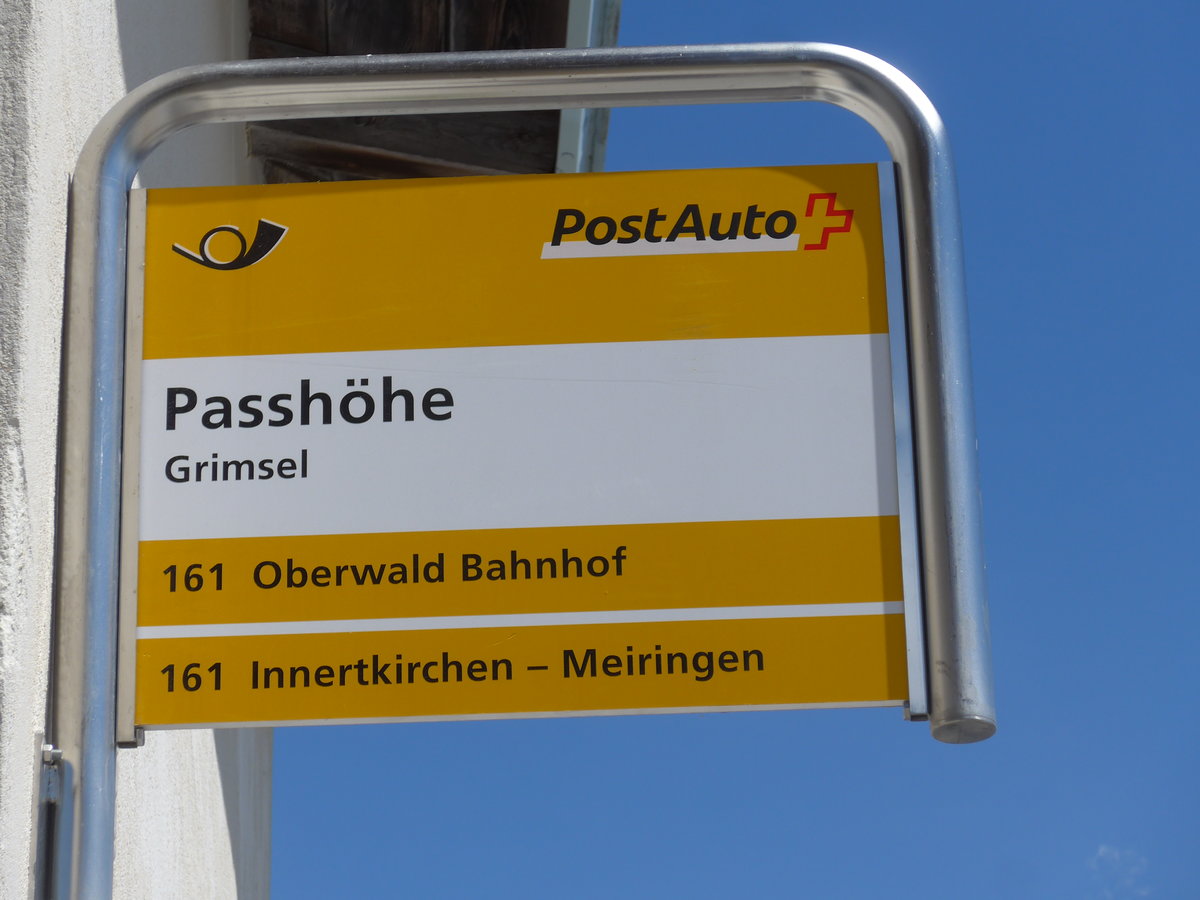 PostAuto
Passhöhe
Grimsel
161 Oberwald Bahnhof
161 Innertkirchen – Meiringen